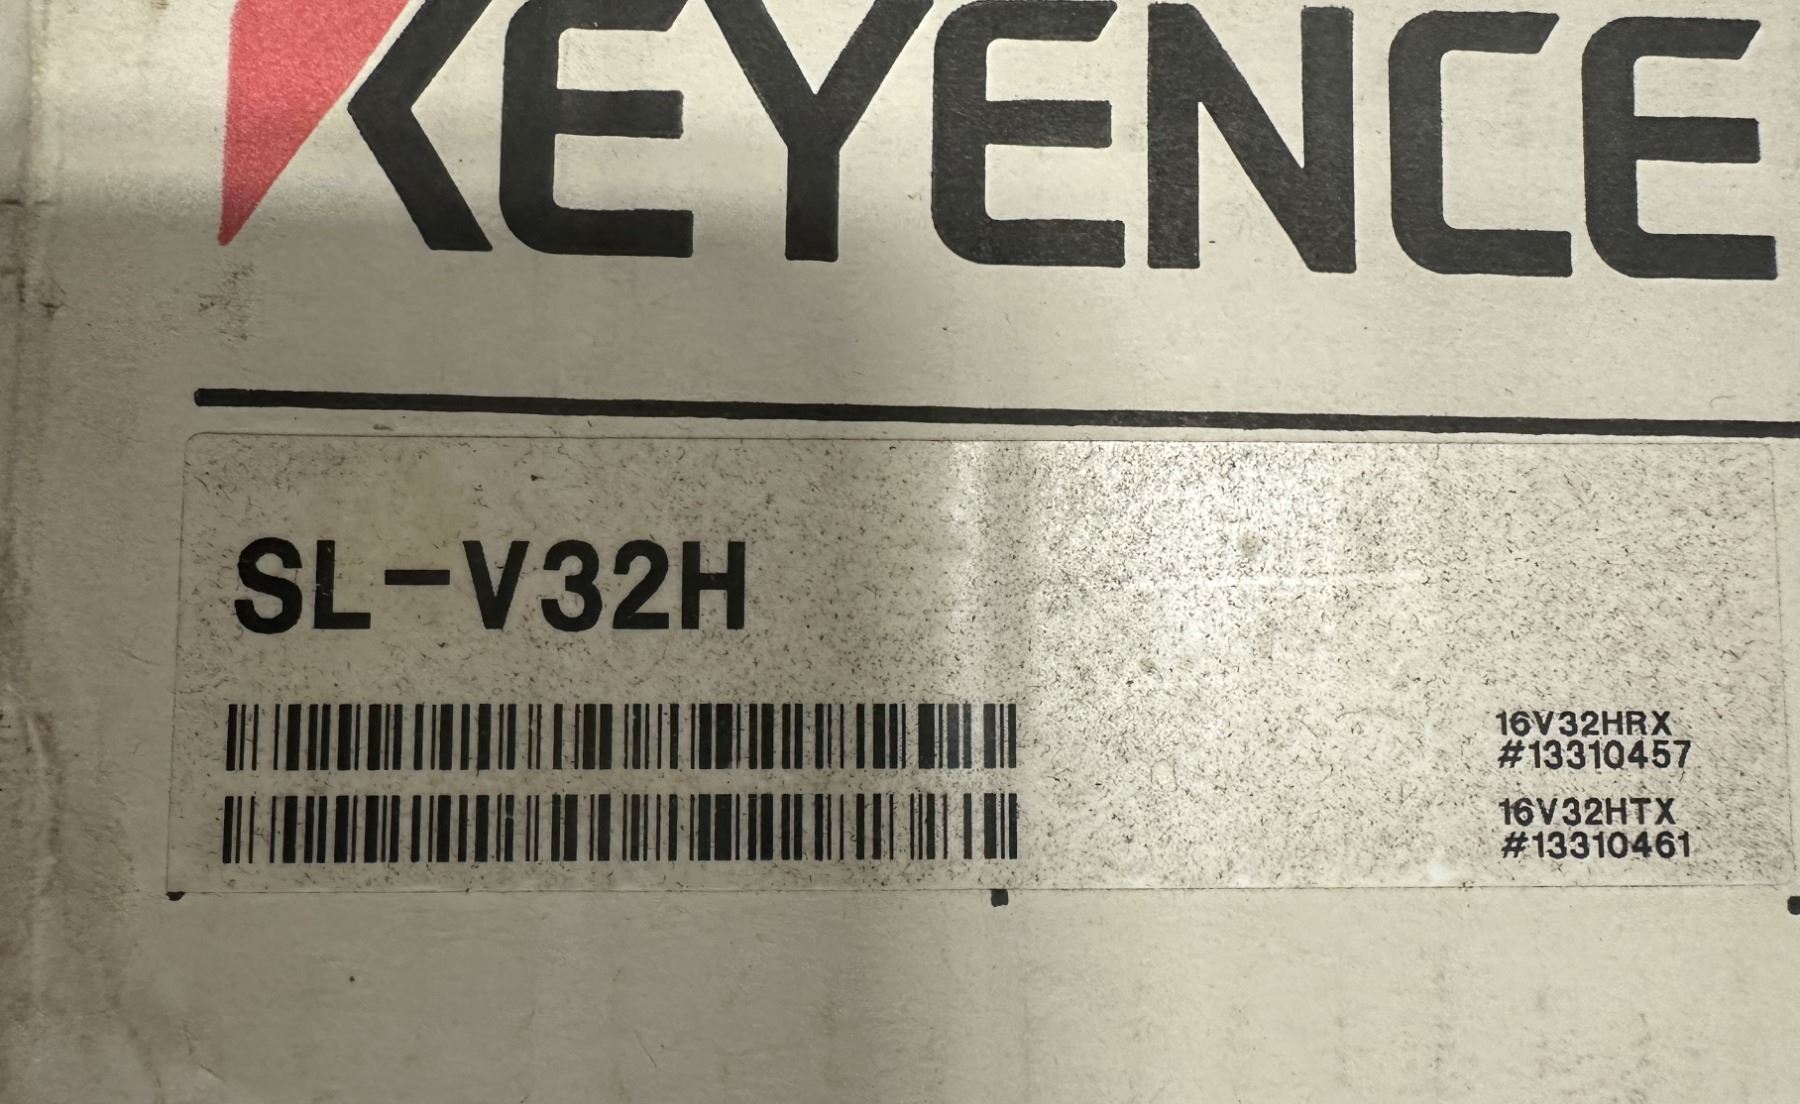 KEYENCE
SL-V32H
16V32HRX
#13310457
16V32HTX
#13310461